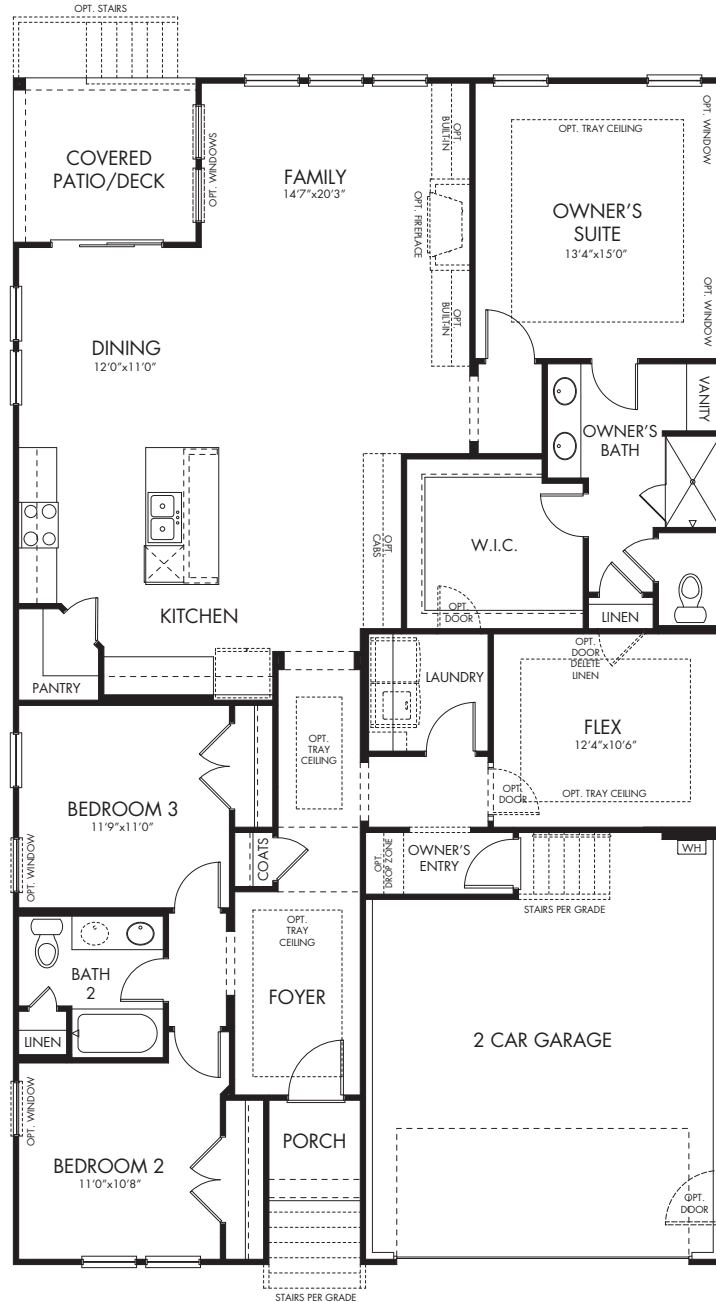 OPT. STAIRS
COVERED
PATIO/DECK
OPT. WINDOWS
FAMILY
14'7"x20'3"
OPT.
BUILT-IN
OPT. FIREPLACE
OPT.
BUILT-IN
OPT. TRAY CEILING
OPT. WINDOW
OWNER'S
SUITE
13'4"x15'0"
OPT. WINDOW
DINING
12'0"x11'0"
VANITY
OWNER'S
BATH
OPT.
CABS
W.I.C.
OPT.
DOOR
LINEN
KITCHEN
PANTRY
LAUNDRY
OPT.
DOOR
DELETE
LINEN
FLEX
12'4"x10'6"
OPT. TRAY CEILING
OPT.
TRAY
CEILING
OPT.
DOOR
BEDROOM 3
11'9"x11'0"
OPT. WINDOW
COATS
OPT.
DROP ZONE
OWNER'S
ENTRY
WH
STAIRS PER GRADE
OPT.
TRAY
CEILING
BATH
2
LINEN
FOYER
2 CAR GARAGE
OPT. WINDOW
BEDROOM 2
11'0"x10'8"
PORCH
OPT.
DOOR
STAIRS PER GRADE